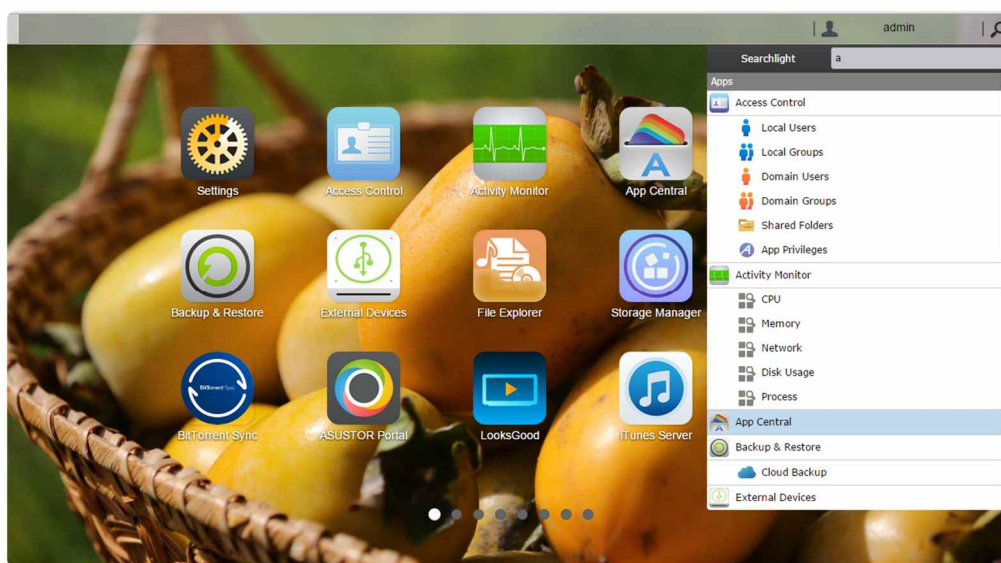 admin
Searchlight
a
Apps
Access Control
Local Users
Local Groups
Domain Users
Domain Groups
Shared Folders
App Privileges
Activity Monitor
CPU
Memory
Network
Disk Usage
Process
App Central
Backup & Restore
Cloud Backup
External Devices
Settings
Access Control
Activity Monitor
A
App Central
Backup & Restore
External Devices
File Explorer
Storage Manager
BitTorrent Sync
BitTorrent Sync
ASUSTOR Portal
LooksGood
iTunes Server